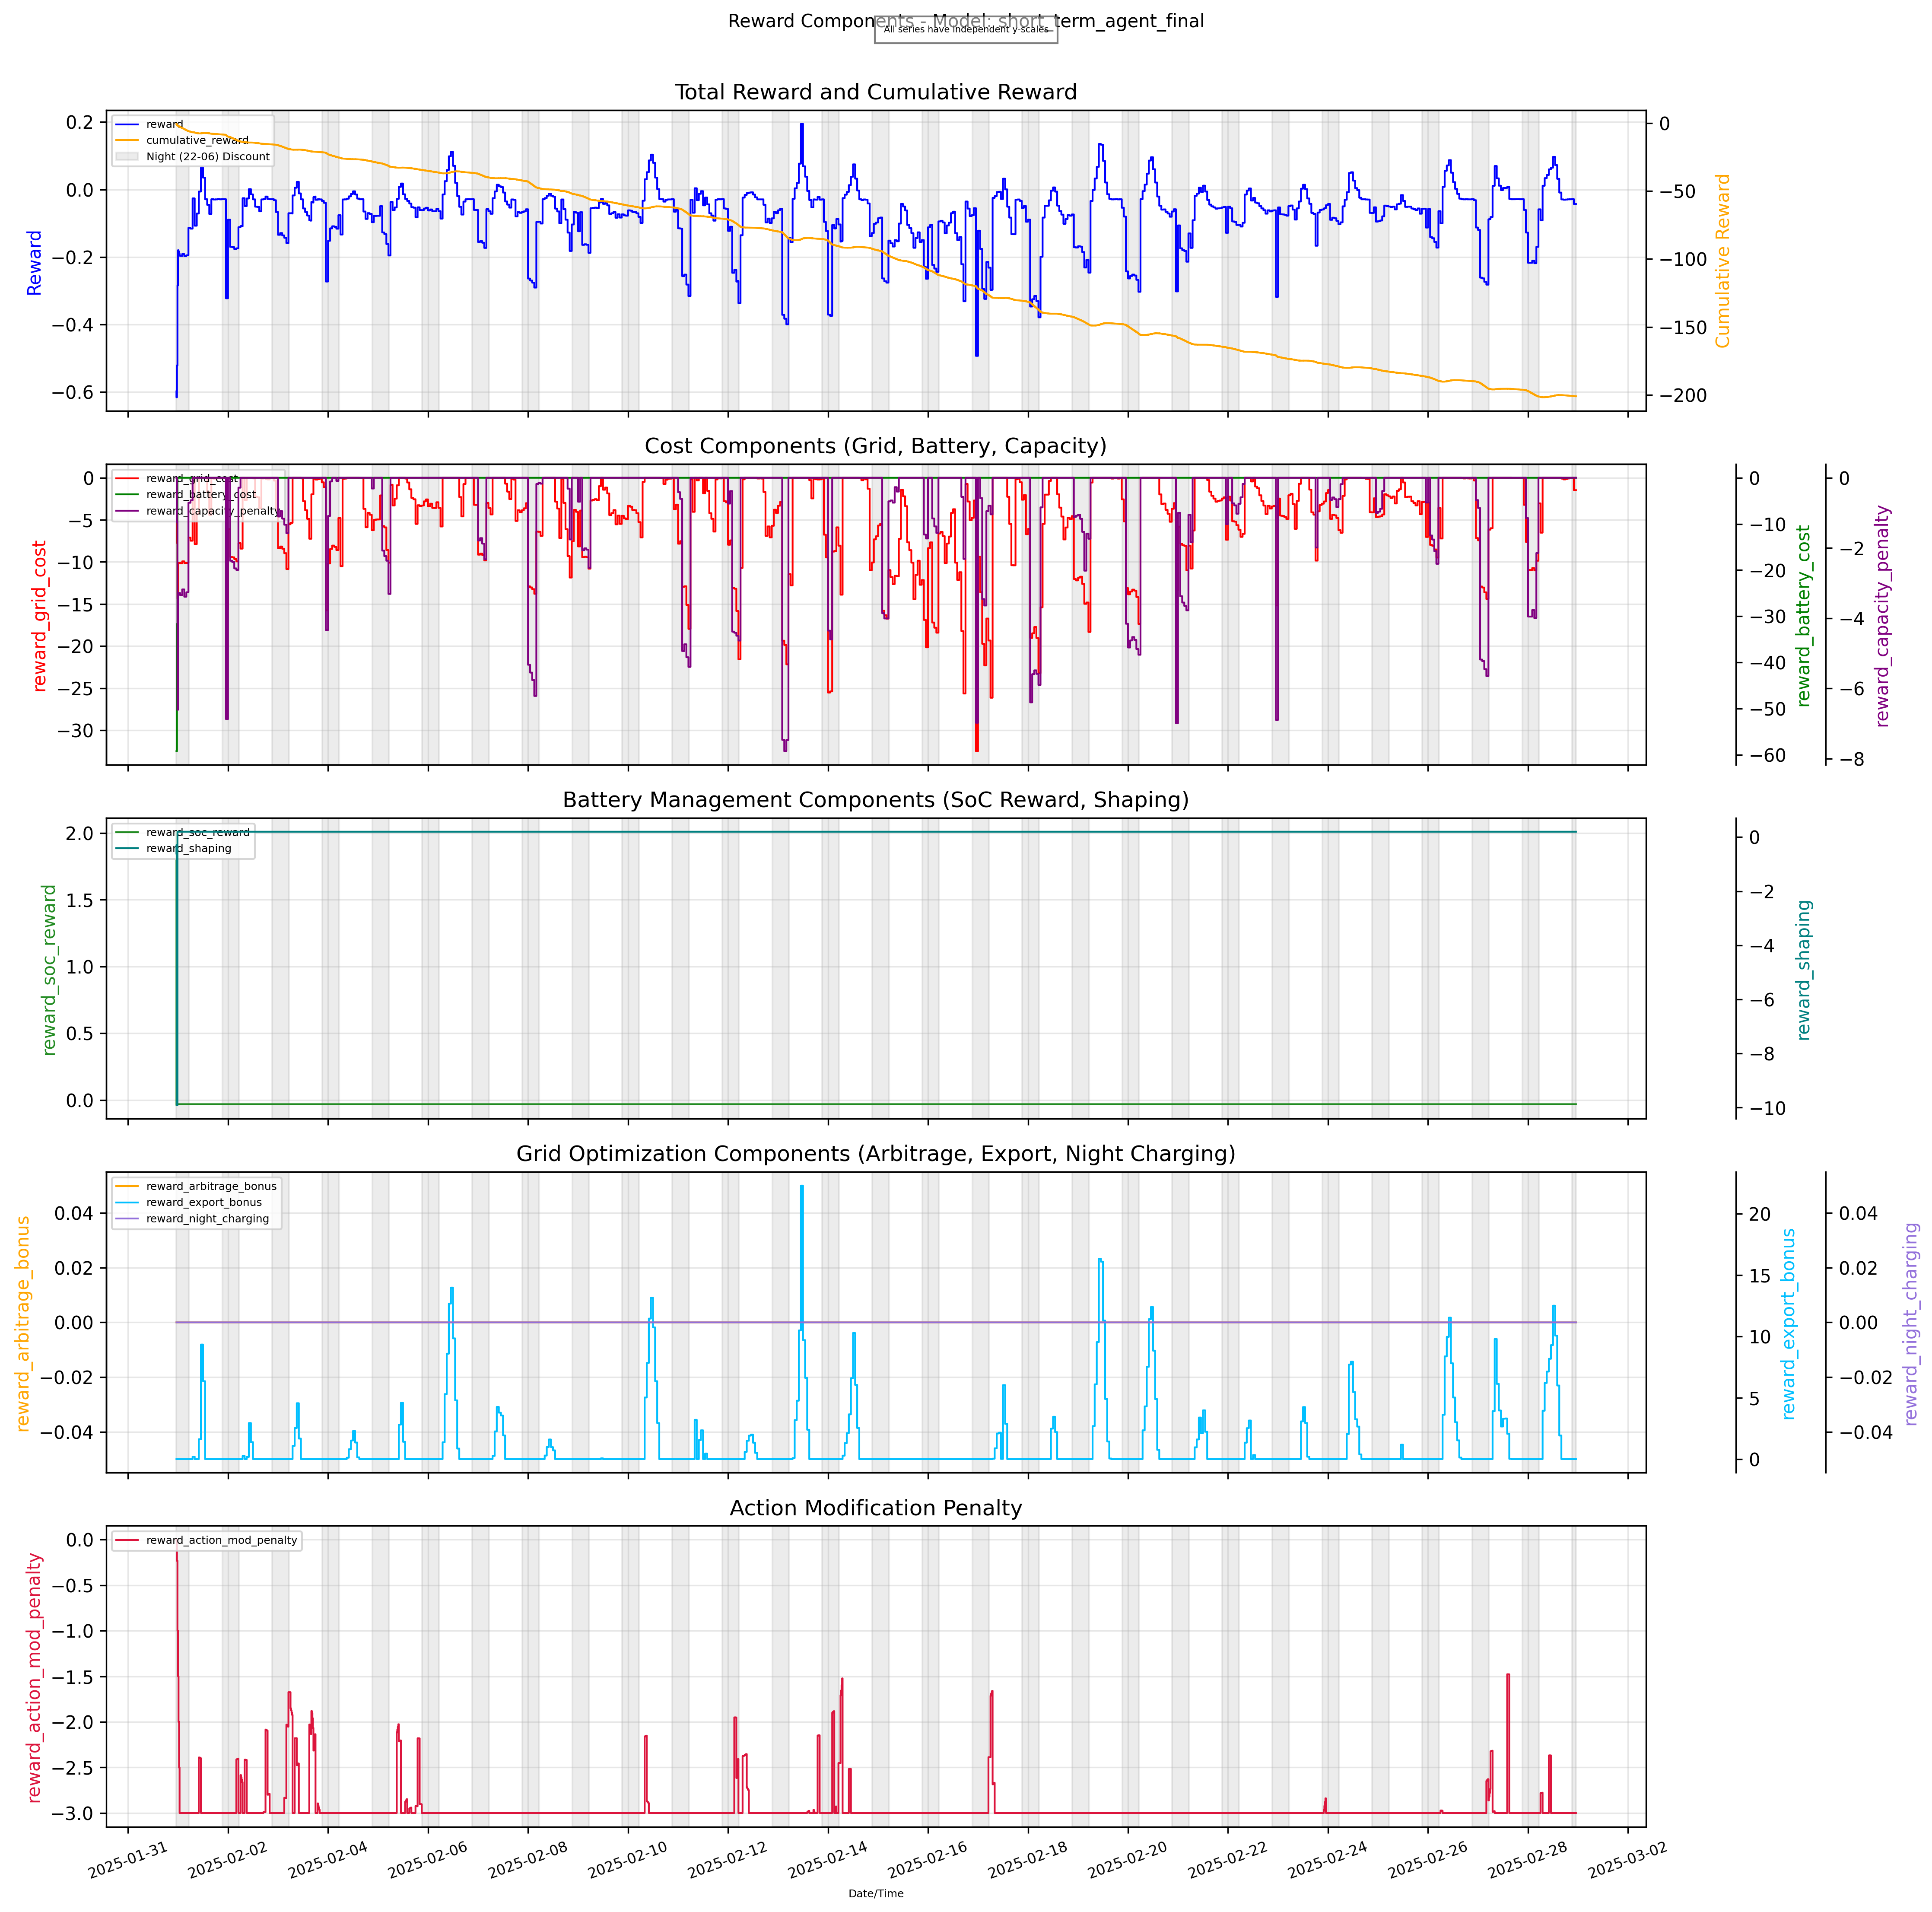 Reward Components - Model: short_term_agent_final
All series have independent y-scales
Total Reward and Cumulative Reward
reward
cumulative_reward
Night (22-06) Discount
Reward
0.2
0.0
−0.2
−0.4
−0.6
0
−50
−100
−150
−200
Cumulative Reward
Cost Components (Grid, Battery, Capacity)
reward_grid_cost
reward_battery_cost
reward_capacity_penalty
reward_grid_cost
0
−5
−10
−15
−20
−25
−30
0
−10
−20
−30
−40
−50
−60
reward_battery_cost
0
−2
−4
−6
−8
reward_capacity_penalty
Battery Management Components (SoC Reward, Shaping)
reward_soc_reward
reward_shaping
reward_soc_reward
2.0
1.5
1.0
0.5
0.0
0
−2
−4
−6
−8
−10
reward_shaping
Grid Optimization Components (Arbitrage, Export, Night Charging)
reward_arbitrage_bonus
reward_export_bonus
reward_night_charging
reward_arbitrage_bonus
0.04
0.02
0.00
−0.02
−0.04
20
15
10
5
0
reward_export_bonus
0.04
0.02
0.00
−0.02
−0.04
reward_night_charging
Action Modification Penalty
reward_action_mod_penalty
reward_action_mod_penalty
0.0
−0.5
−1.0
−1.5
−2.0
−2.5
−3.0
2025-01-31
2025-02-02
2025-02-04
2025-02-06
2025-02-08
2025-02-10
2025-02-12
2025-02-14
2025-02-16
2025-02-18
2025-02-20
2025-02-22
2025-02-24
2025-02-26
2025-02-28
2025-03-02
Date/Time